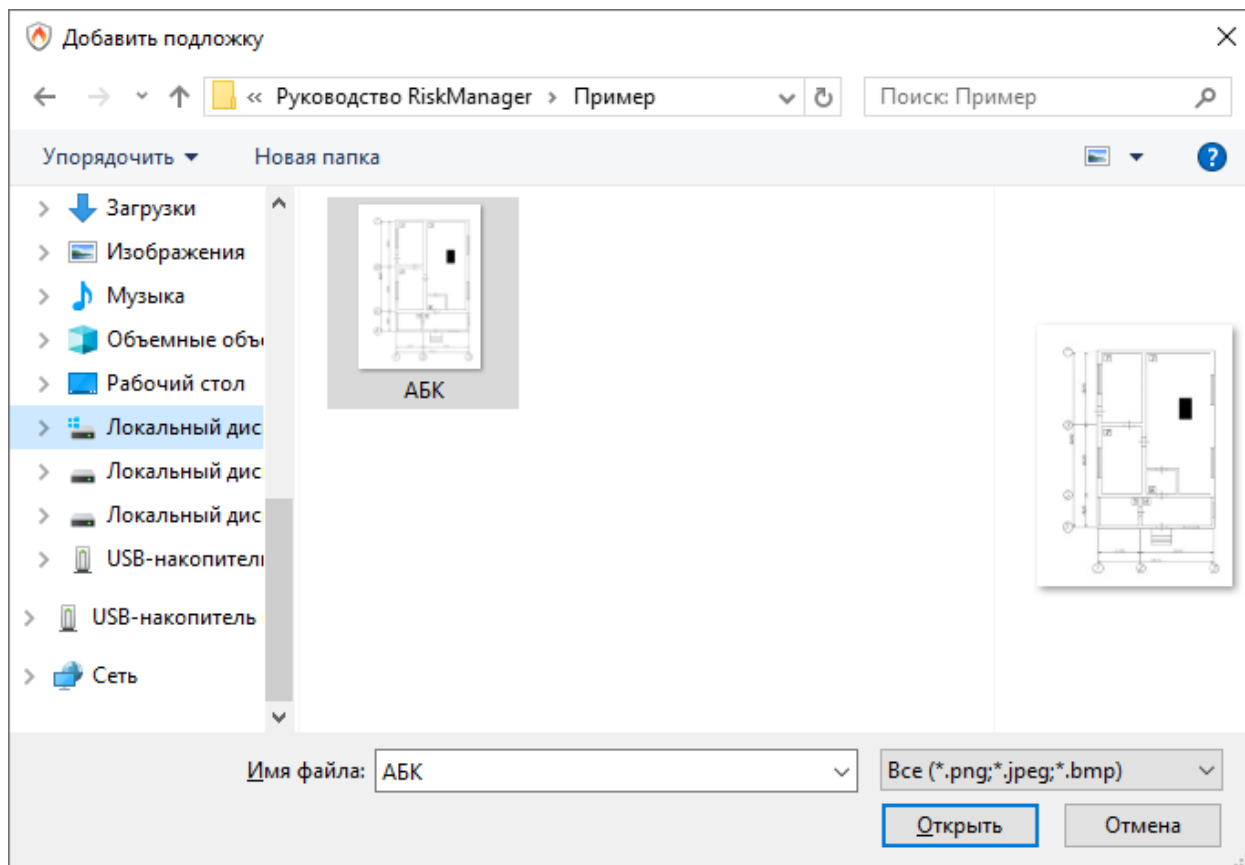 Добавить подложку
« Руководство RiskManager › Пример
Поиск: Пример
Упорядочить
Новая папка
Загрузки
Изображения
Музыка
Объемные объ
Рабочий стол
Локальный дис
Локальный дис
Локальный дис
USB-накопител
USB-накопитель
Сеть
АБК
Имя файла:
АБК
Все (*.png;*.jpeg;*.bmp)
Открыть
Отмена